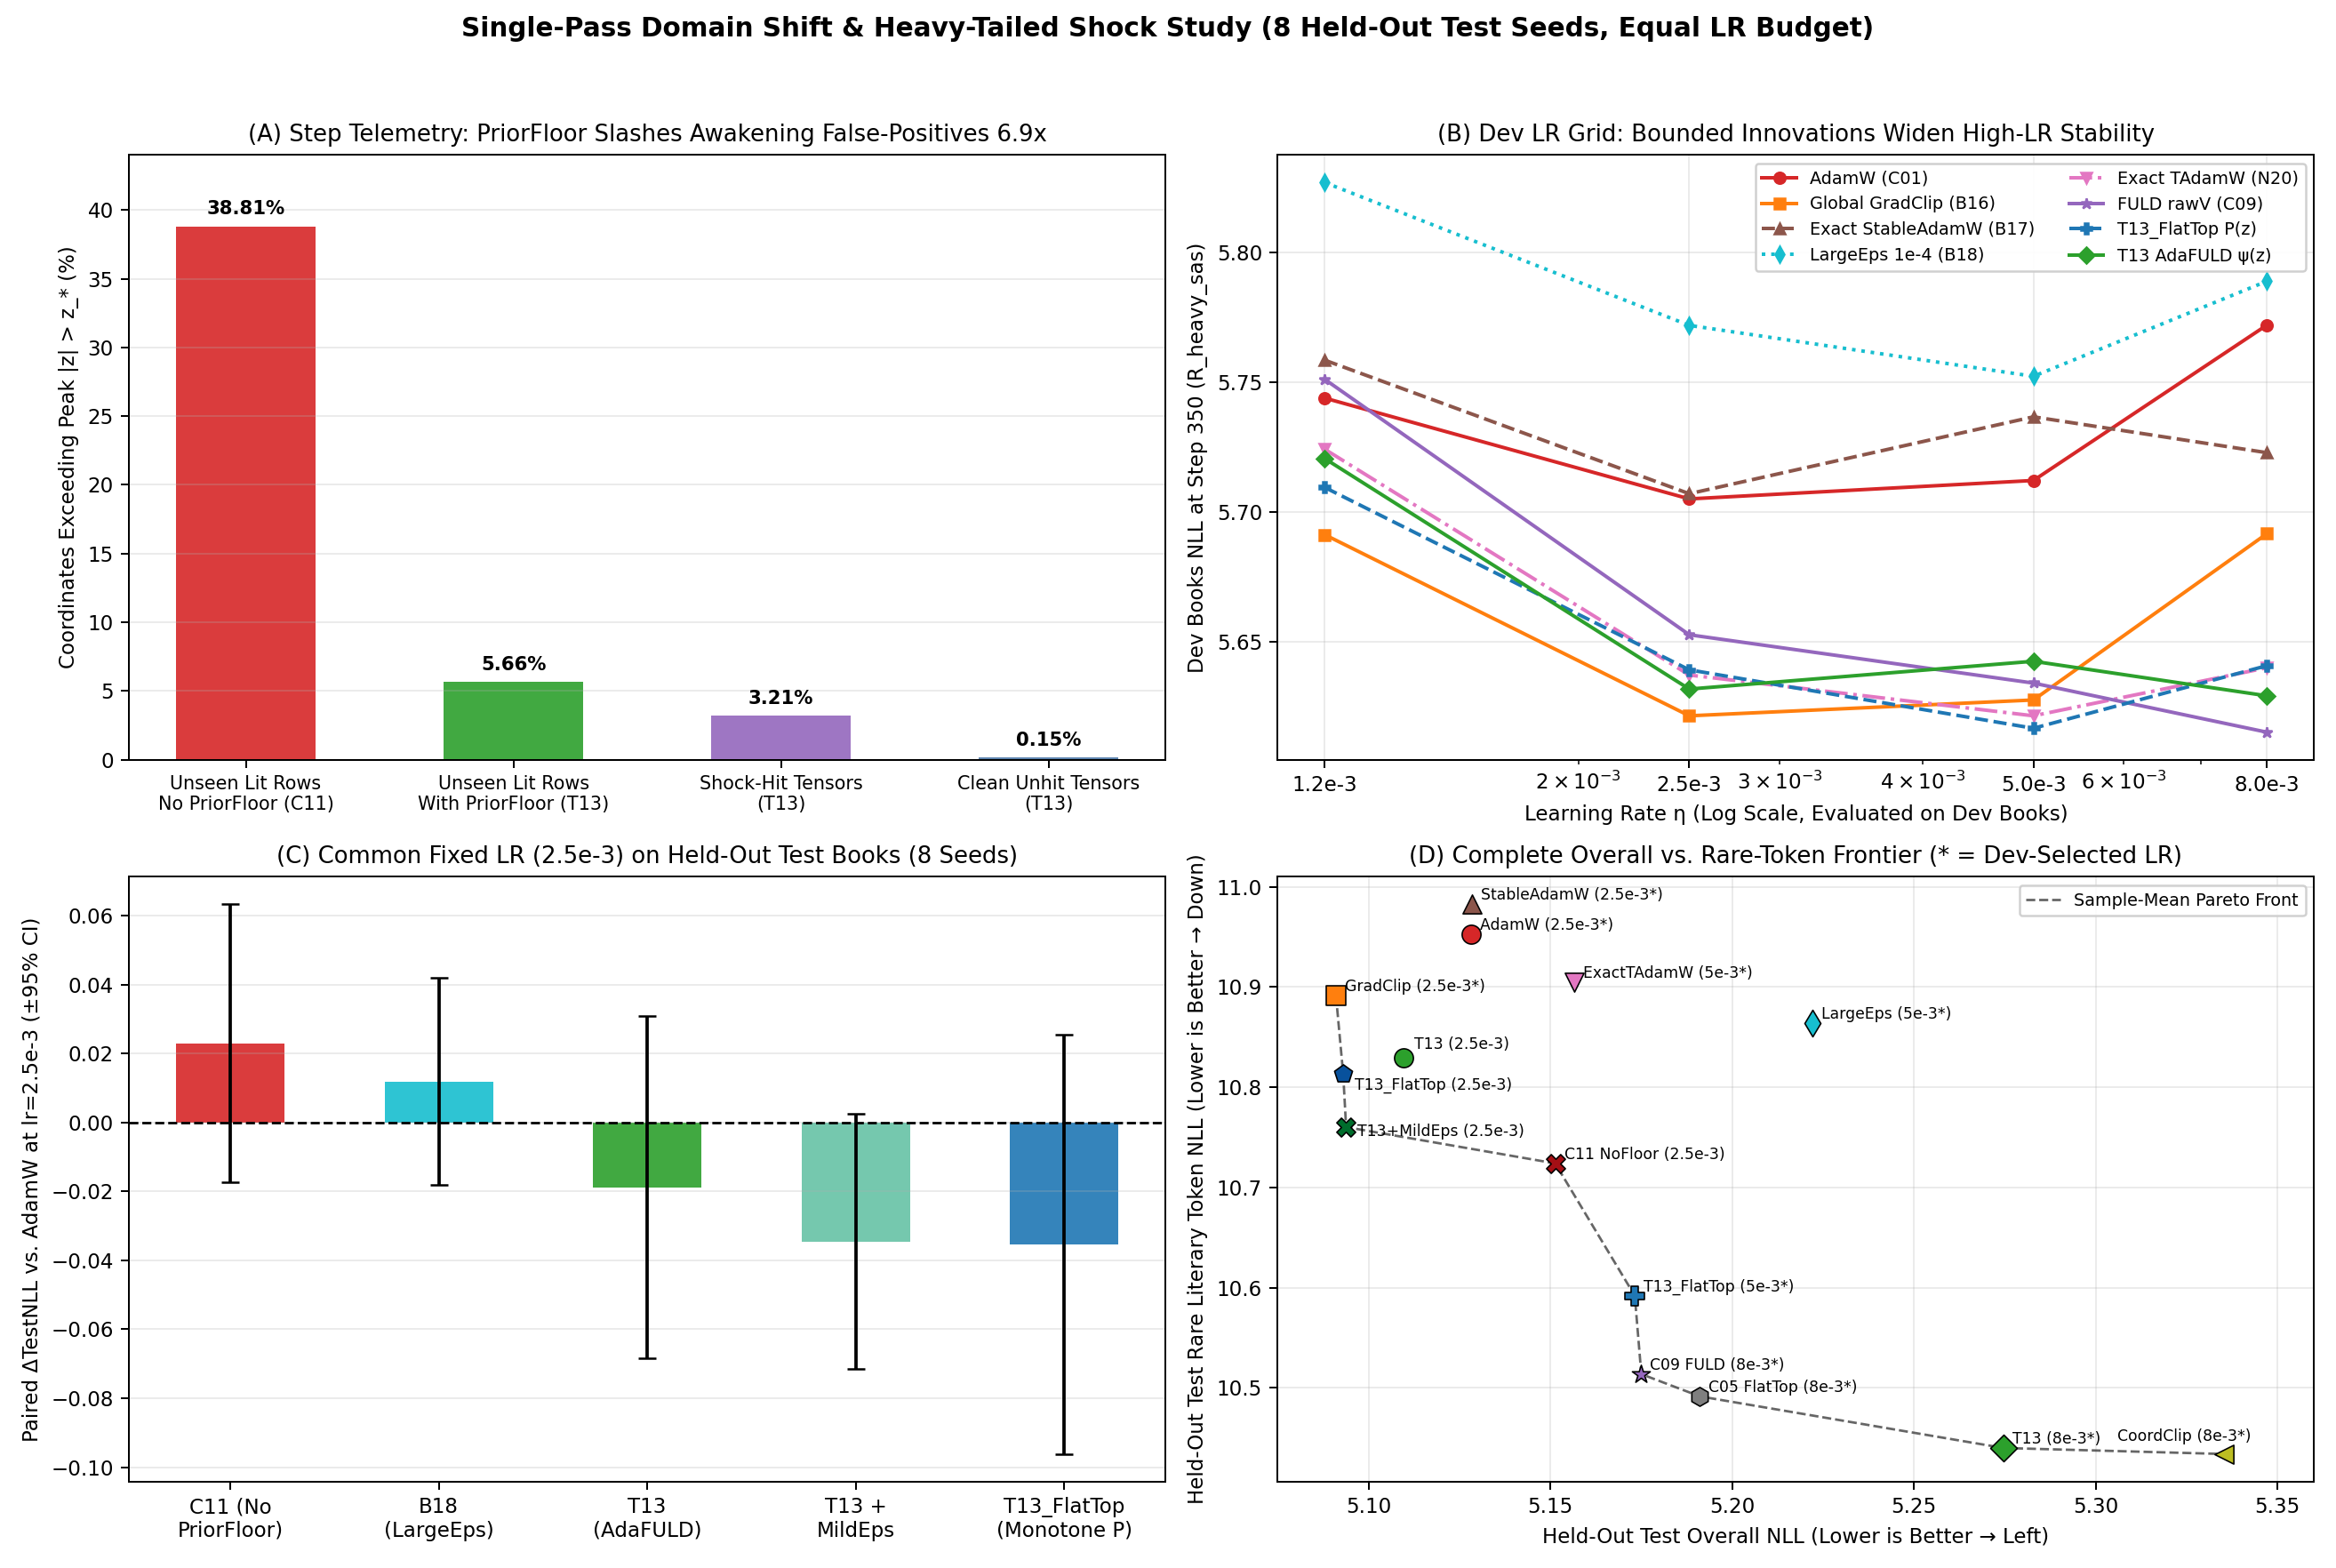 Single-Pass Domain Shift & Heavy-Tailed Shock Study (8 Held-Out Test Seeds, Equal LR Budget)
(A) Step Telemetry: PriorFloor Slashes Awakening False-Positives 6.9x
Coordinates Exceeding Peak |z| > z_* (%)
40
35
30
25
20
15
10
5
0
38.81%
5.66%
3.21%
0.15%
Unseen Lit Rows
No PriorFloor (C11)
Unseen Lit Rows
With PriorFloor (T13)
Shock-Hit Tensors
(T13)
Clean Unhit Tensors
(T13)
(B) Dev LR Grid: Bounded Innovations Widen High-LR Stability
Dev Books NLL at Step 350 (R_heavy_sas)
5.80
5.75
5.70
5.65
AdamW (C01)
Global GradClip (B16)
Exact StableAdamW (B17)
LargeEps 1e-4 (B18)
Exact TAdamW (N20)
FULD rawV (C09)
T13_FlatTop P(z)
T13 AdaFULD ψ(z)
1.2e-3
2 × 10⁻³
2.5e-3
3 × 10⁻³
4 × 10⁻³
5.0e-3
6 × 10⁻³
8.0e-3
Learning Rate η (Log Scale, Evaluated on Dev Books)
(C) Common Fixed LR (2.5e-3) on Held-Out Test Books (8 Seeds)
Paired ΔTestNLL vs. AdamW at lr=2.5e-3 (±95% CI)
0.06
0.04
0.02
0.00
−0.02
−0.04
−0.06
−0.08
−0.10
C11 (No
PriorFloor)
B18
(LargeEps)
T13
(AdaFULD)
T13 +
MildEps
T13_FlatTop
(Monotone P)
(D) Complete Overall vs. Rare-Token Frontier (* = Dev-Selected LR)
Held-Out Test Rare Literary Token NLL (Lower is Better → Down)
11.0
10.9
10.8
10.7
10.6
10.5
Sample-Mean Pareto Front
StableAdamW (2.5e-3*)
AdamW (2.5e-3*)
ExactTAdamW (5e-3*)
GradClip (2.5e-3*)
LargeEps (5e-3*)
T13 (2.5e-3)
T13_FlatTop (2.5e-3)
T13+MildEps (2.5e-3)
C11 NoFloor (2.5e-3)
T13_FlatTop (5e-3*)
C09 FULD (8e-3*)
C05 FlatTop (8e-3*)
T13 (8e-3*)
CoordClip (8e-3*)
5.10
5.15
5.20
5.25
5.30
5.35
Held-Out Test Overall NLL (Lower is Better → Left)